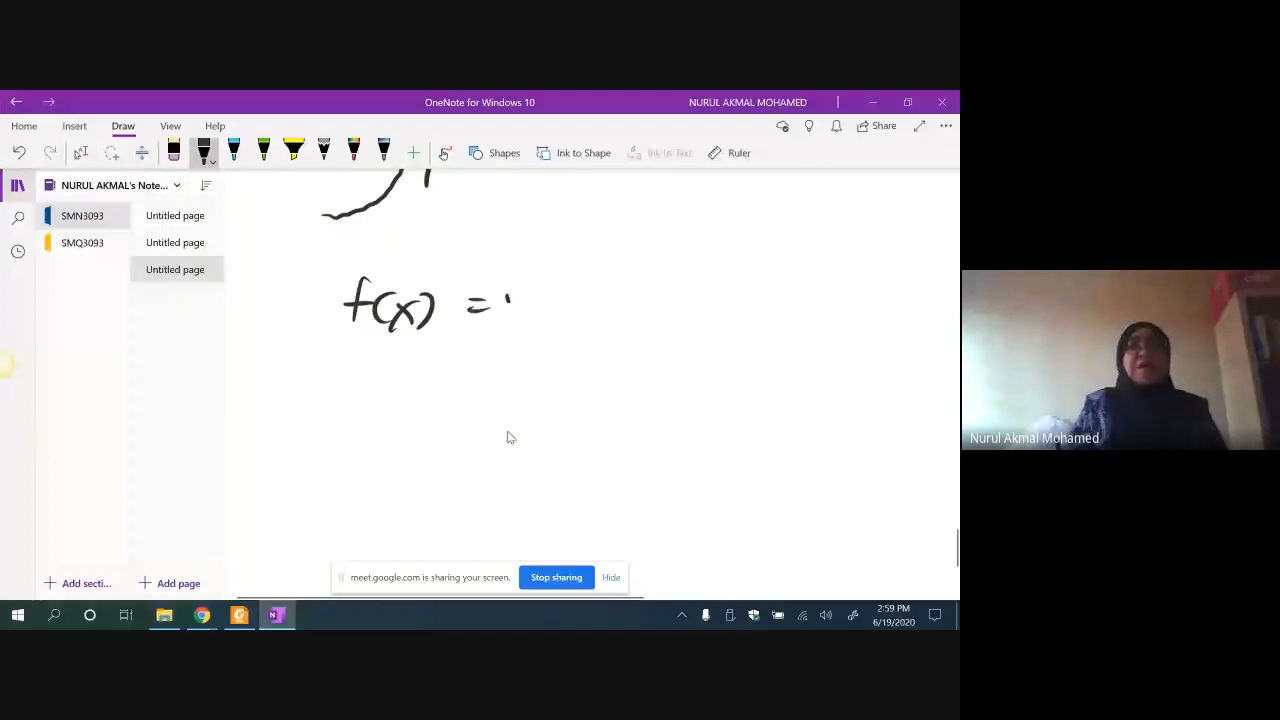 OneNote for Windows 10
NURUL AKMAL MOHAMED
Home Insert Draw View Help
Share
Shapes
Ink to Shape
Ink to Text
Ruler
NURUL AKMAL's Note...
SMN3093
SMQ3093
Untitled page
Untitled page
Untitled page
f(x) =
Nurul Akmal Mohamed
Add secti...
Add page
meet.google.com is sharing your screen.
Stop sharing
Hide
2:59 PM
6/19/2020